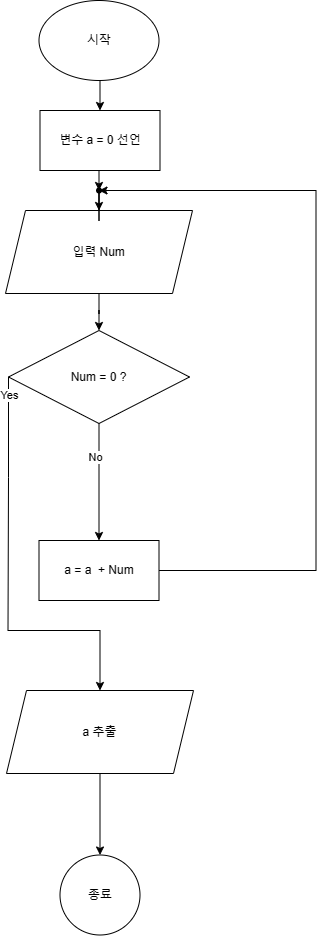 시작
변수 a = 0 선언
입력 Num
Num = 0 ?
Yes
No
a = a + Num
a 추출
종료